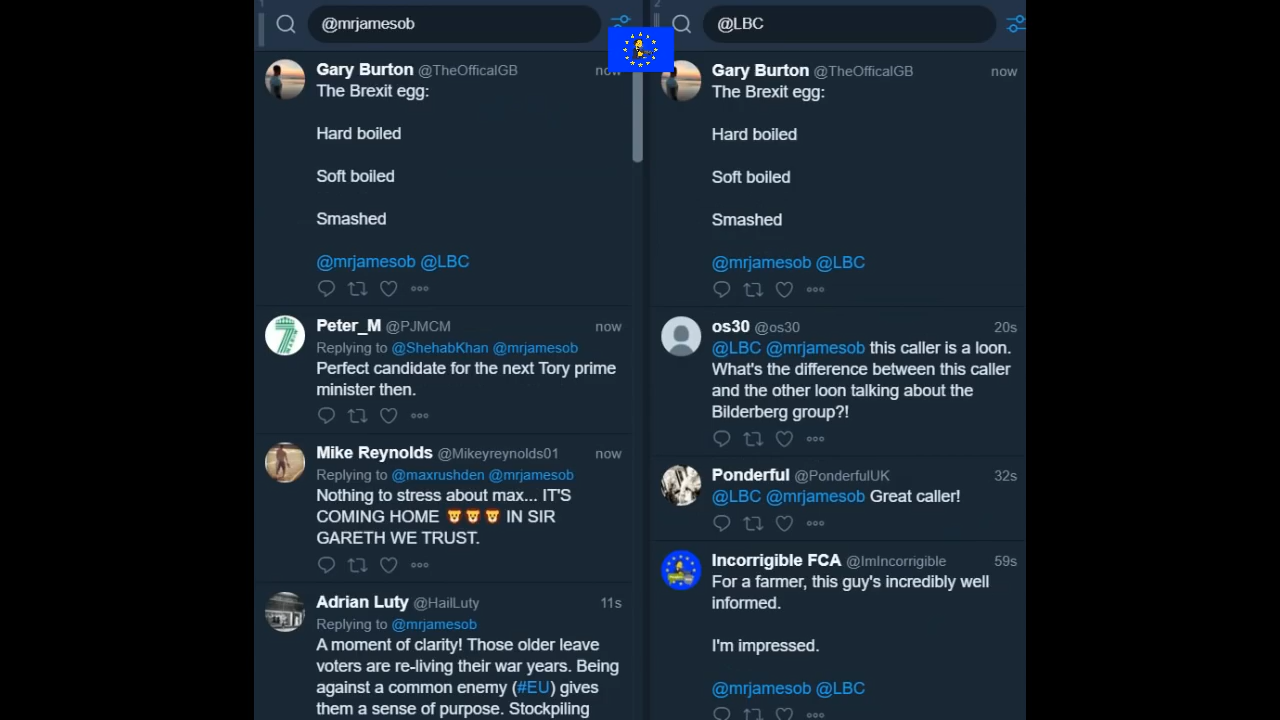 1
@mrjamesob
Gary Burton @TheOfficalGB now
The Brexit egg:
Hard boiled
Soft boiled
Smashed
@mrjamesob @LBC
Peter_M @PJMCM now
Replying to @ShehabKhan @mrjamesob
Perfect candidate for the next Tory prime
minister then.
Mike Reynolds @Mikeyreynolds01 now
Replying to @maxrushden @mrjamesob
Nothing to stress about max... IT'S
COMING HOME 🦁🦁🦁 IN SIR
GARETH WE TRUST.
Adrian Luty @HailLuty 11s
Replying to @mrjamesob
A moment of clarity! Those older leave
voters are re-living their war years. Being
against a common enemy (#EU) gives
them a sense of purpose. Stockpiling
2
@LBC
Gary Burton @TheOfficalGB now
The Brexit egg:
Hard boiled
Soft boiled
Smashed
@mrjamesob @LBC
os30 @os30 20s
@LBC @mrjamesob this caller is a loon.
What's the difference between this caller
and the other loon talking about the
Bilderberg group?!
Ponderful @PonderfulUK 32s
@LBC @mrjamesob Great caller!
Incorrigible FCA @ImIncorrigible 59s
For a farmer, this guy's incredibly well
informed.
I'm impressed.
@mrjamesob @LBC